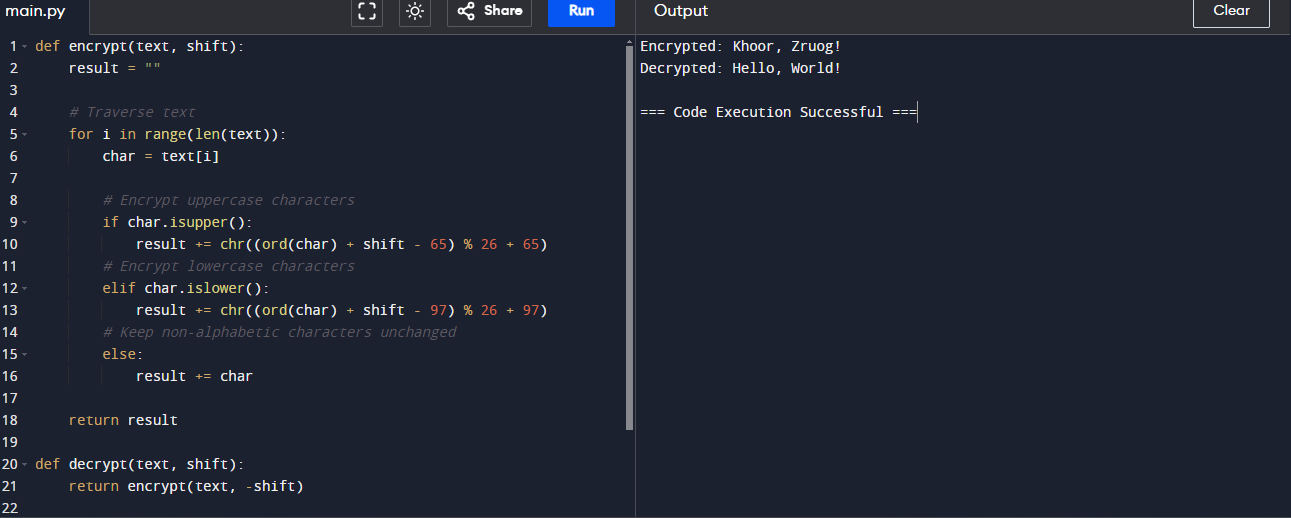 main.py Share Run Output Clear
1 def encrypt(text, shift):
2     result = ""
3
4     # Traverse text
5     for i in range(len(text)):
6         char = text[i]
7
8         # Encrypt uppercase characters
9         if char.isupper():
10             result += chr((ord(char) + shift - 65) % 26 + 65)
11         # Encrypt lowercase characters
12         elif char.islower():
13             result += chr((ord(char) + shift - 97) % 26 + 97)
14         # Keep non-alphabetic characters unchanged
15         else:
16             result += char
17
18     return result
19
20 def decrypt(text, shift):
21     return encrypt(text, -shift)
22
Encrypted: Khoor, Zruog!
Decrypted: Hello, World!

=== Code Execution Successful ===